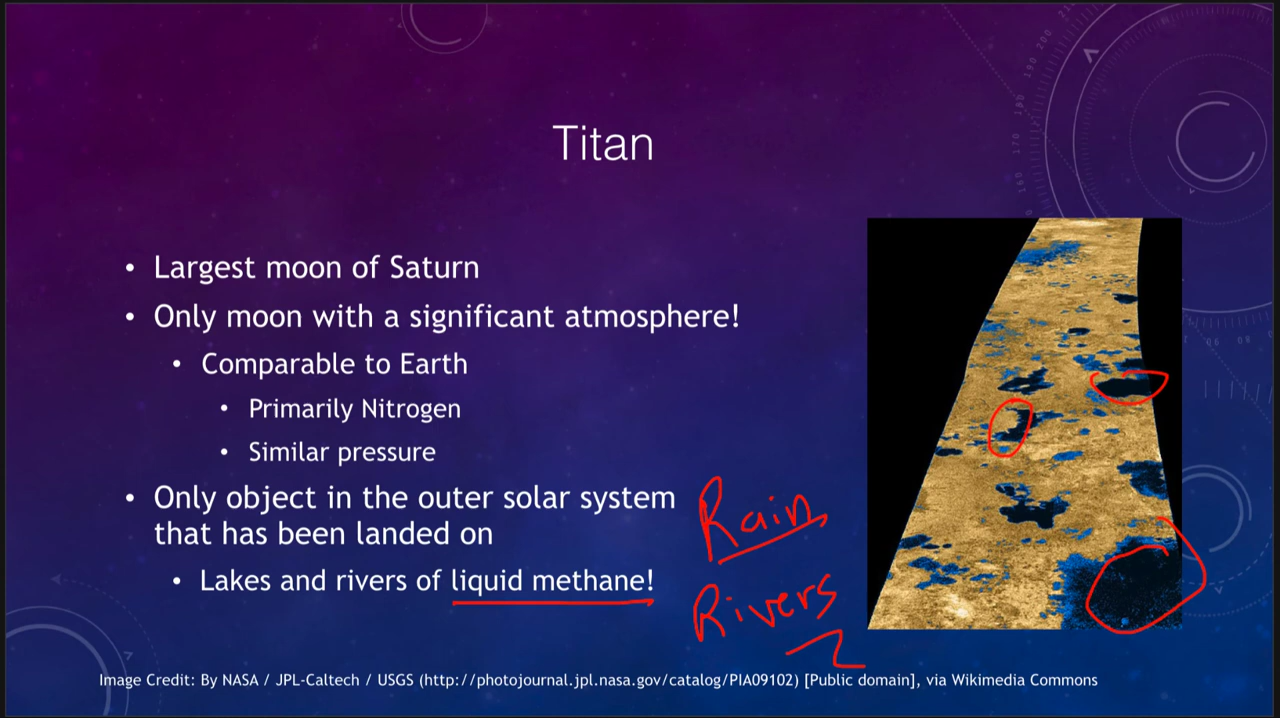 Titan
• Largest moon of Saturn
• Only moon with a significant atmosphere!
• Comparable to Earth
• Primarily Nitrogen
• Similar pressure
• Only object in the outer solar system
that has been landed on
• Lakes and rivers of liquid methane!
Rain
Rivers
Image Credit: By NASA / JPL-Caltech / USGS (http://photojournal.jpl.nasa.gov/catalog/PIA09102) [Public domain], via Wikimedia Commons